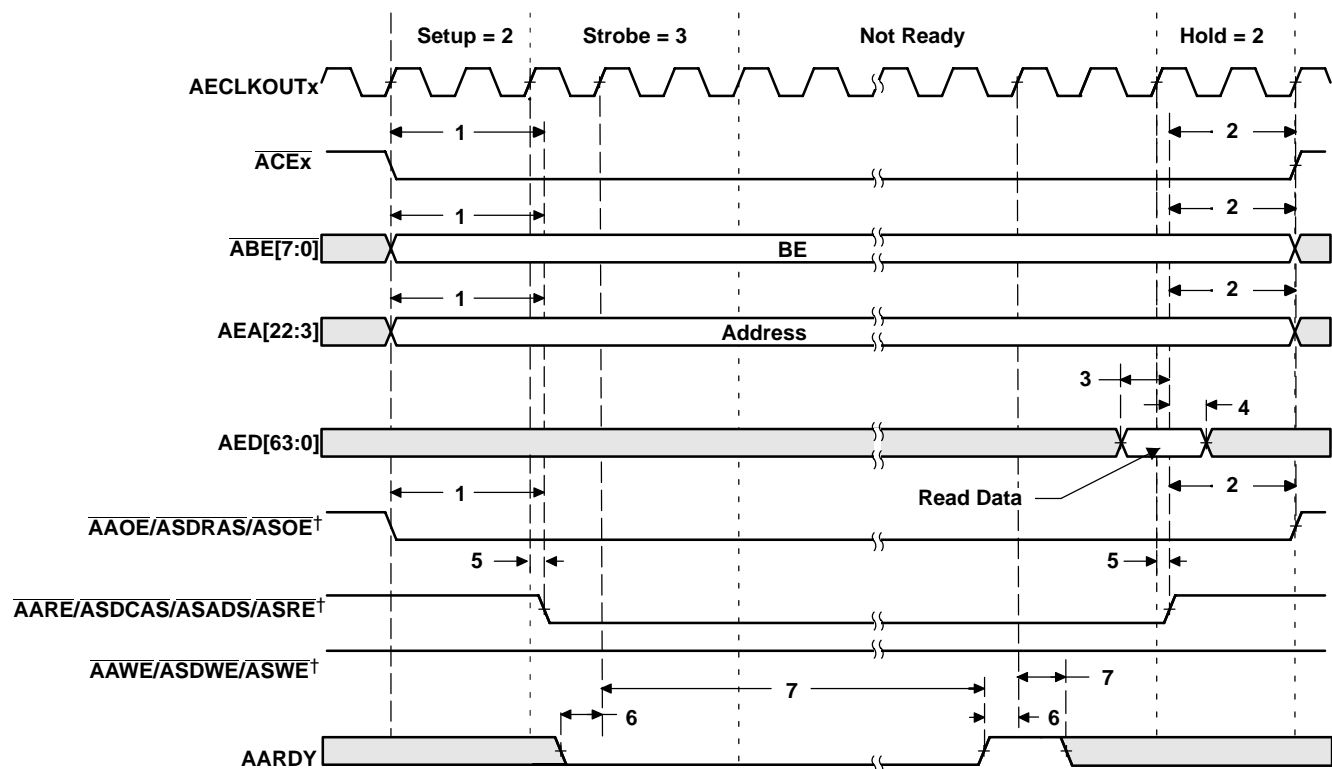 Setup = 2 Strobe = 3 Not Ready Hold = 2
AECLKOUTx
1 2
ACEx
1 2
ABE[7:0] BE
1 2
AEA[22:3] Address
3
4
AED[63:0]
1 Read Data 2
AAOE/ASDRAS/ASOE†
5 5
AARE/ASDCAS/ASADS/ASRE†
AAWE/ASDWE/ASWE†
7 7
6 6
AARDY